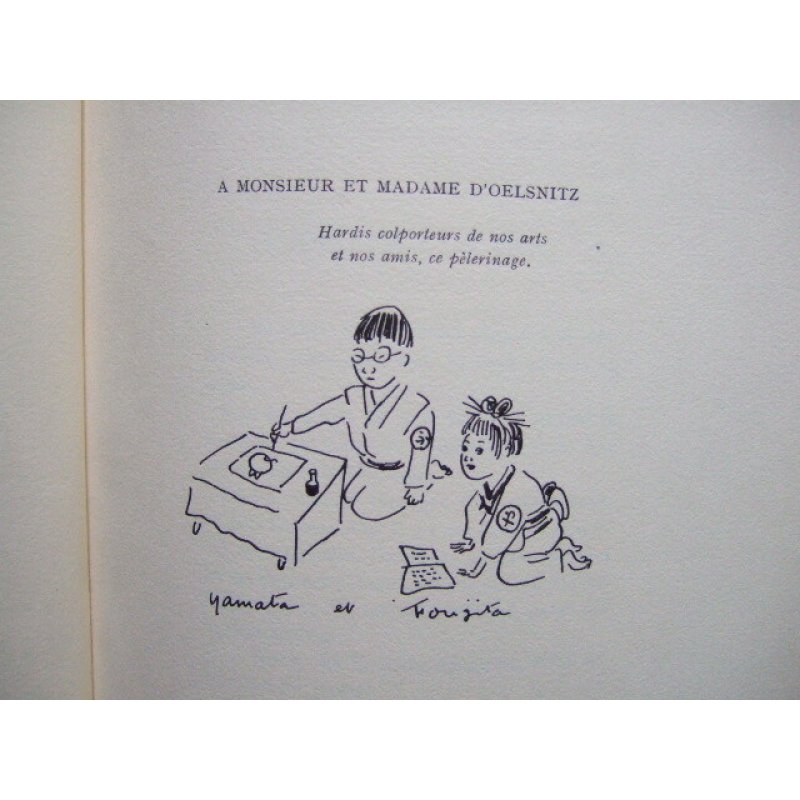 A MONSIEUR ET MADAME D'OELSNITZ
Hardis colporteurs de nos arts
et nos amis, ce pèlerinage.
yamata et Foujita